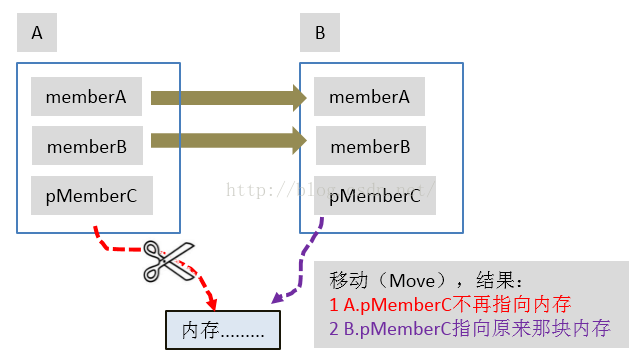 A
B
memberA
memberA
memberB
memberB
pMemberC
pMemberC
内存.........
移动（Move），结果：
1 A.pMemberC不再指向内存
2 B.pMemberC指向原来那块内存